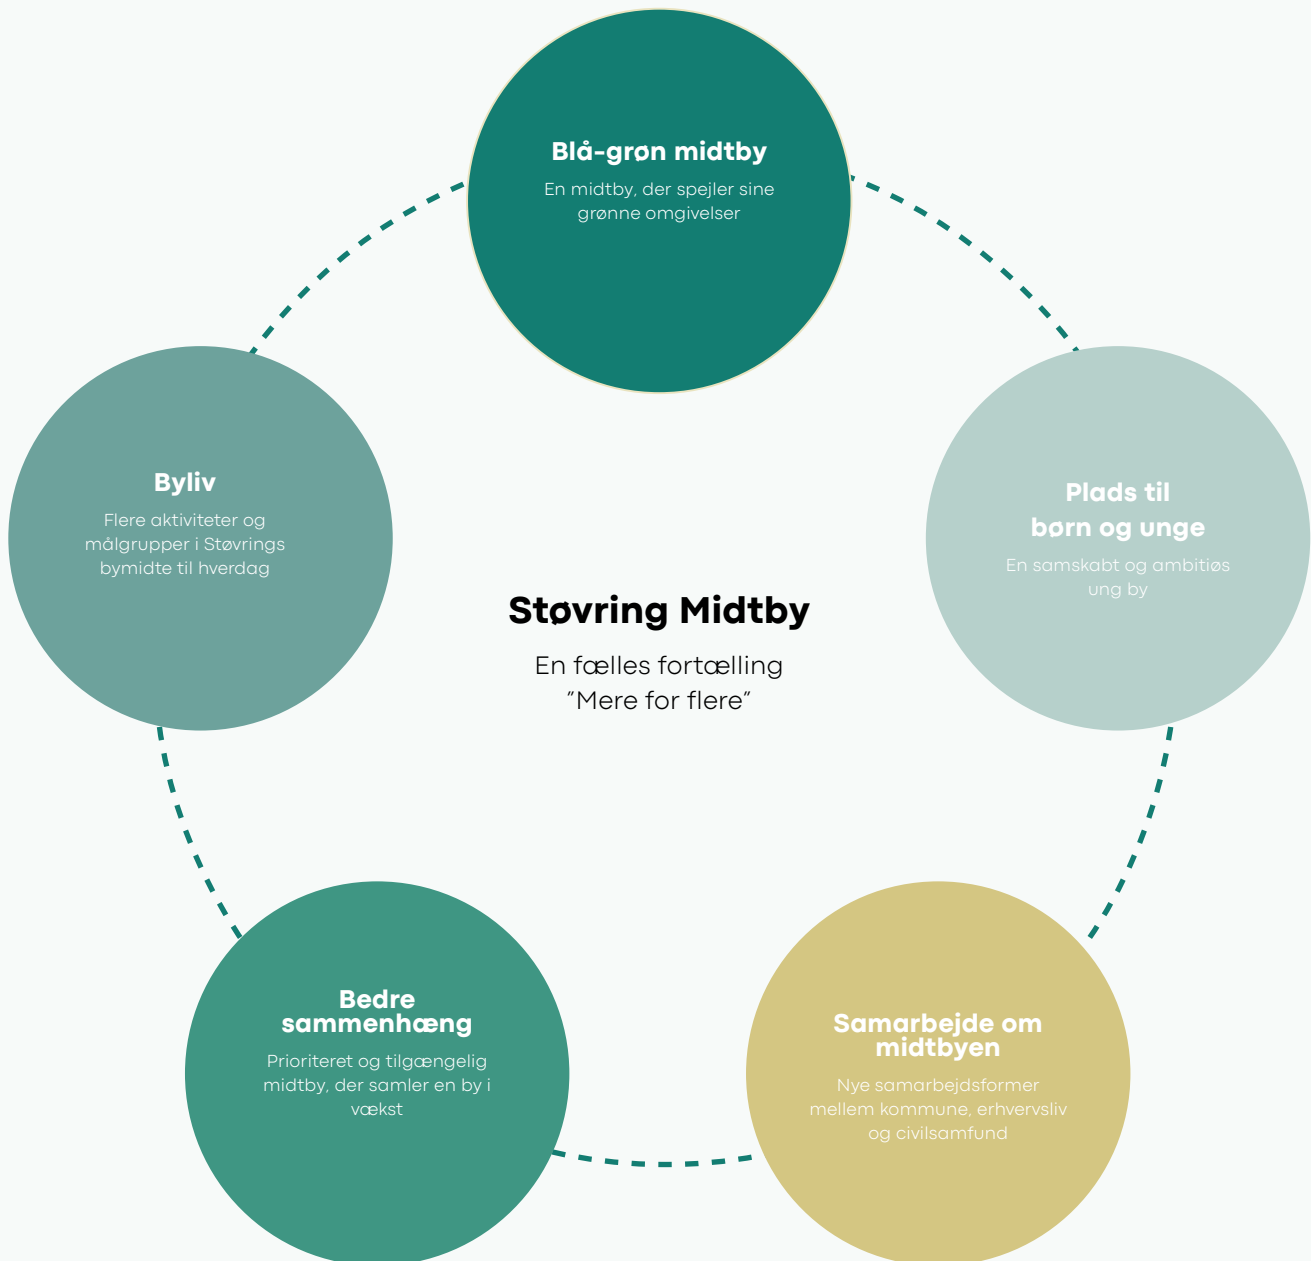 Blå-grøn midtby
En midtby, der spejler sine
grønne omgivelser
Byliv
Flere aktiviteter og
målgrupper i Støvrings
bymidte til hverdag
Plads til
børn og unge
En samskabt og ambitiøs
ung by
Støvring Midtby
En fælles fortælling
"Mere for flere"
Bedre
sammenhæng
Prioriteret og tilgængelig
midtby, der samler en by i
vækst
Samarbejde om
midtbyen
Nye samarbejdsformer
mellem kommune, erhvervsliv
og civilsamfund